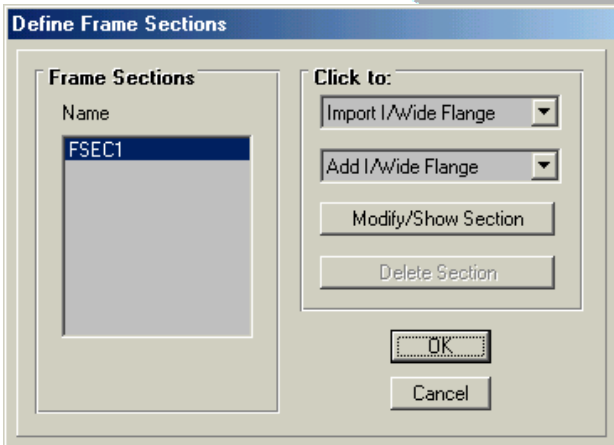 Define Frame Sections
Frame Sections
Name
FSEC1
Click to:
Import I/Wide Flange
Add I/Wide Flange
Modify/Show Section
Delete Section
OK
Cancel